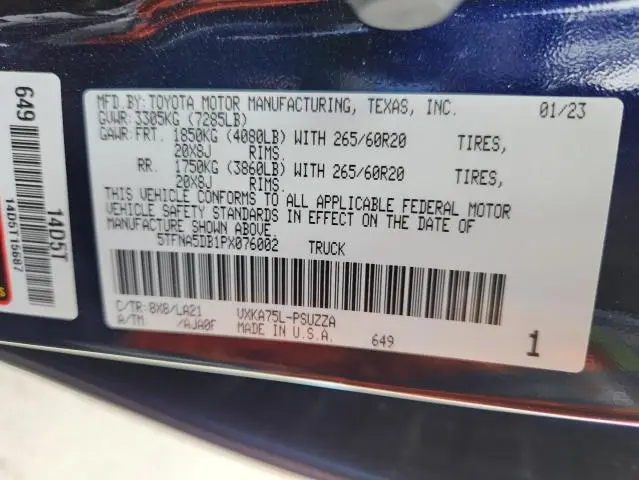 MFD.BY: TOYOTA MOTOR MANUFACTURING, TEXAS, INC. 01/23
GVWR: 3305KG (7285LB)
GAWR: FRT. 1850KG (4080LB) WITH 265/60R20 TIRES,
20X8J RIMS.
RR. 1750KG (3860LB) WITH 265/60R20 TIRES,
20X8J RIMS.
THIS VEHICLE CONFORMS TO ALL APPLICABLE FEDERAL MOTOR
VEHICLE SAFETY STANDARDS IN EFFECT ON THE DATE OF
MANUFACTURE SHOWN ABOVE.
5TFNA5DB1PX076002 TRUCK
C/TR: 8X8/LA21 VXKA75L-PSUZZA
A/TM: /AJA0F MADE IN U.S.A. 649
1
649
14D5T
14D5T15687